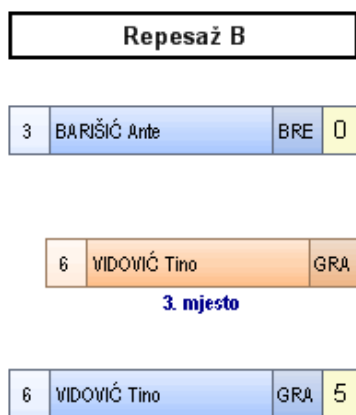 Repesaž B
3 BARIŠIĆ Ante BRE 0
6 VIDOVIĆ Tino GRA
3. mjesto
6 VIDOVIĆ Tino GRA 5